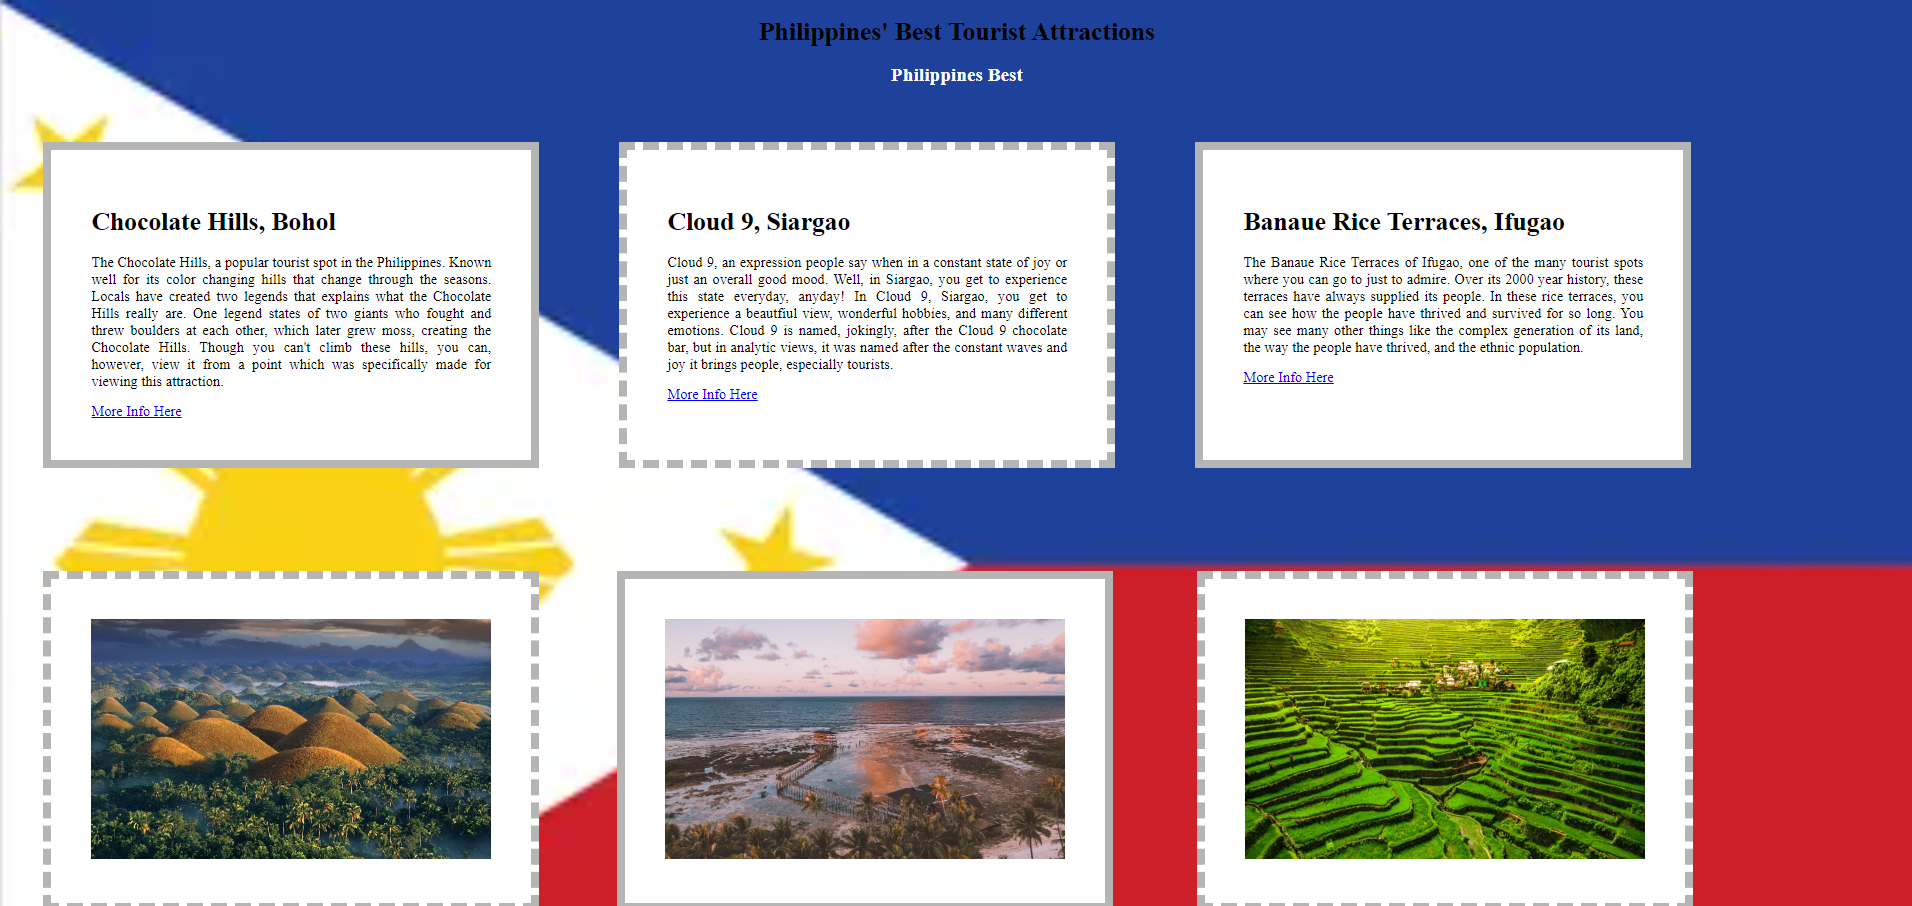 Philippines' Best Tourist Attractions
Philippines Best
Chocolate Hills, Bohol
The Chocolate Hills, a popular tourist spot in the Philippines. Known
well for its color changing hills that change through the seasons.
Locals have created two legends that explains what the Chocolate
Hills really are. One legend states of two giants who fought and
threw boulders at each other, which later grew moss, creating the
Chocolate Hills. Though you can't climb these hills, you can,
however, view it from a point which was specifically made for
viewing this attraction.
More Info Here
Cloud 9, Siargao
Cloud 9, an expression people say when in a constant state of joy or
just an overall good mood. Well, in Siargao, you get to experience
this state everyday, anyday! In Cloud 9, Siargao, you get to
experience a beautfiul view, wonderful hobbies, and many different
emotions. Cloud 9 is named, jokingly, after the Cloud 9 chocolate
bar, but in analytic views, it was named after the constant waves and
joy it brings people, especially tourists.
More Info Here
Banaue Rice Terraces, Ifugao
The Banaue Rice Terraces of Ifugao, one of the many tourist spots
where you can go to just to admire. Over its 2000 year history, these
terraces have always supplied its people. In these rice terraces, you
can see how the people have thrived and survived for so long. You
may see many other things like the complex generation of its land,
the way the people have thrived, and the ethnic population.
More Info Here